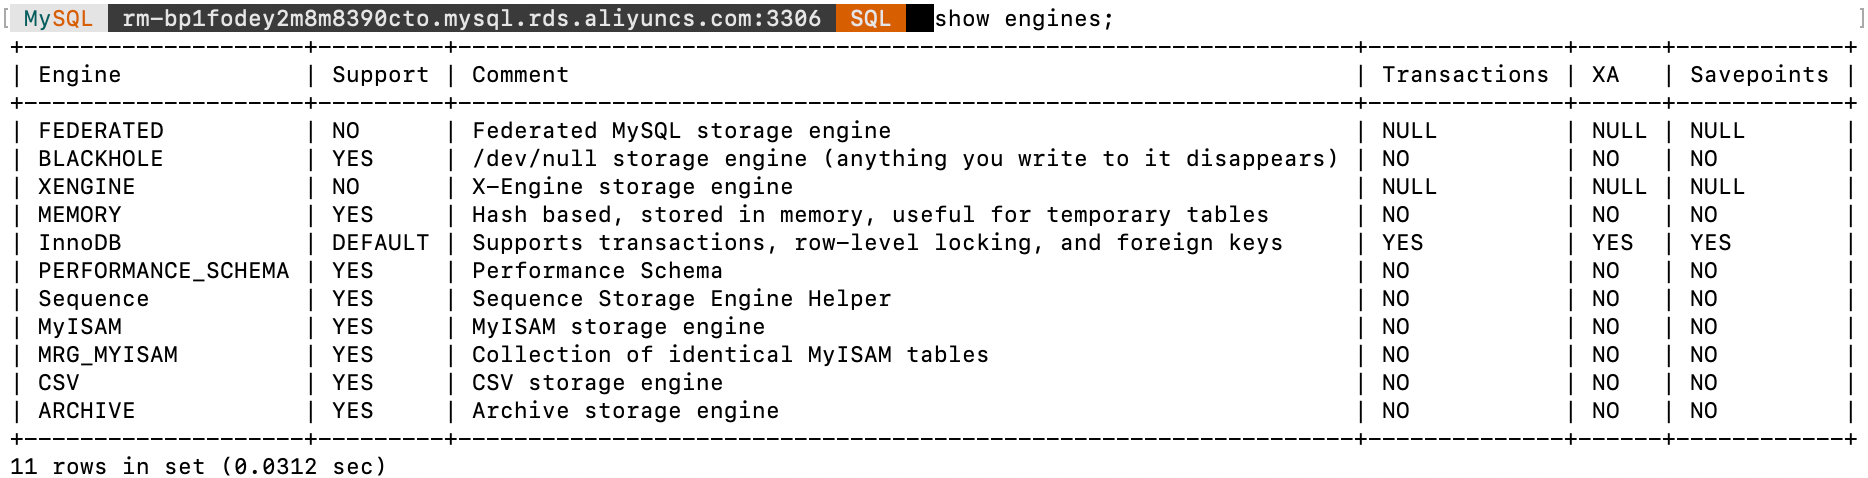 [ MySQL  rm-bp1fodey2m8m8390cto.mysql.rds.aliyuncs.com:3306  SQL  show engines; ]
+--------------------+---------+----------------------------------------------------------------+--------------+------+------------+
| Engine             | Support | Comment                                                        | Transactions | XA   | Savepoints |
+--------------------+---------+----------------------------------------------------------------+--------------+------+------------+
| FEDERATED          | NO      | Federated MySQL storage engine                                 | NULL         | NULL | NULL       |
| BLACKHOLE          | YES     | /dev/null storage engine (anything you write to it disappears) | NO           | NO   | NO         |
| XENGINE            | NO      | X-Engine storage engine                                        | NULL         | NULL | NULL       |
| MEMORY             | YES     | Hash based, stored in memory, useful for temporary tables      | NO           | NO   | NO         |
| InnoDB             | DEFAULT | Supports transactions, row-level locking, and foreign keys     | YES          | YES  | YES        |
| PERFORMANCE_SCHEMA | YES     | Performance Schema                                             | NO           | NO   | NO         |
| Sequence           | YES     | Sequence Storage Engine Helper                                 | NO           | NO   | NO         |
| MyISAM             | YES     | MyISAM storage engine                                          | NO           | NO   | NO         |
| MRG_MYISAM         | YES     | Collection of identical MyISAM tables                          | NO           | NO   | NO         |
| CSV                | YES     | CSV storage engine                                             | NO           | NO   | NO         |
| ARCHIVE            | YES     | Archive storage engine                                         | NO           | NO   | NO         |
+--------------------+---------+----------------------------------------------------------------+--------------+------+------------+
11 rows in set (0.0312 sec)